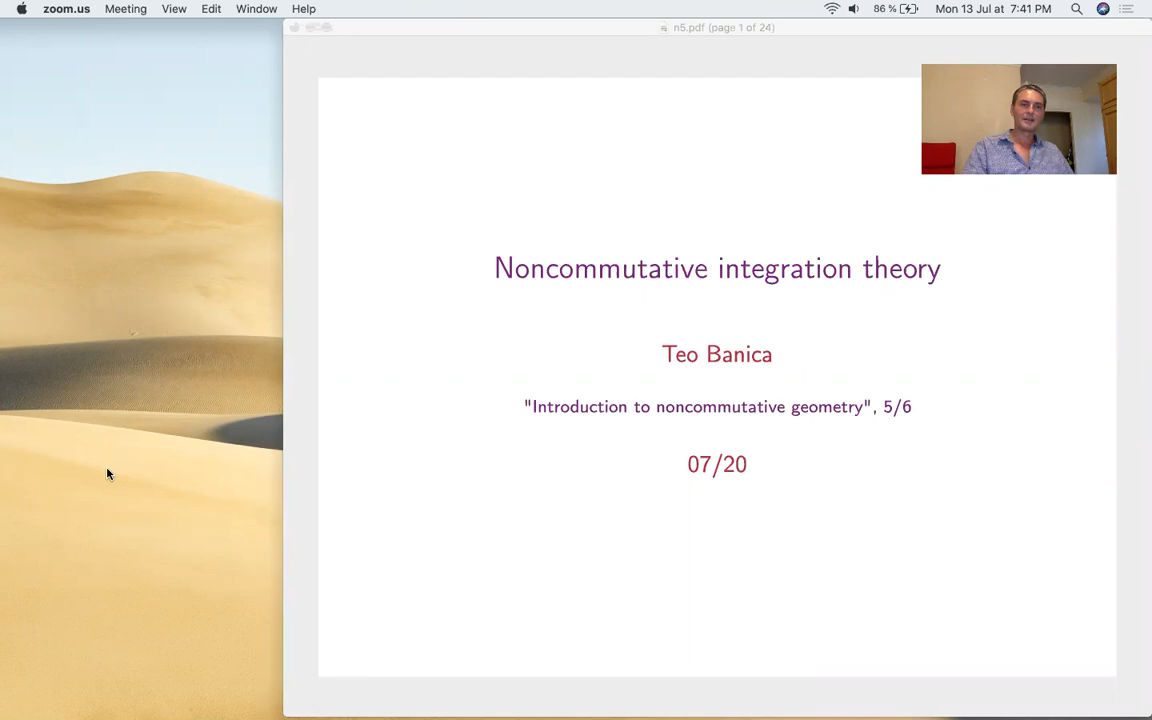 zoom.us Meeting View Edit Window Help 86 % Mon 13 Jul at 7:41 PM
n5.pdf (page 1 of 24)
Noncommutative integration theory
Teo Banica
"Introduction to noncommutative geometry", 5/6
07/20